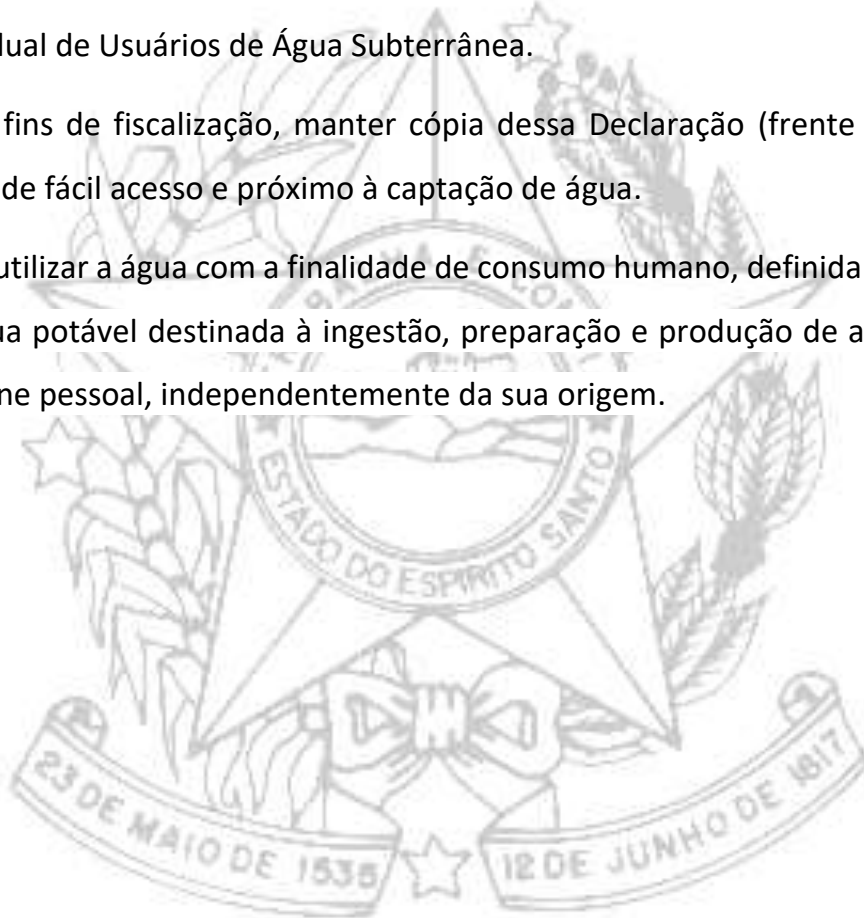 dual de Usuários de Água Subterrânea.
fins de fiscalização, manter cópia dessa Declaração (frente
de fácil acesso e próximo à captação de água.
utilizar a água com a finalidade de consumo humano, definida
ua potável destinada à ingestão, preparação e produção de a
ne pessoal, independentemente da sua origem.
ESTADO DO ESPIRITO SANTO
23 DE MAIO DE 1535
12 DE JUNHO DE 1817